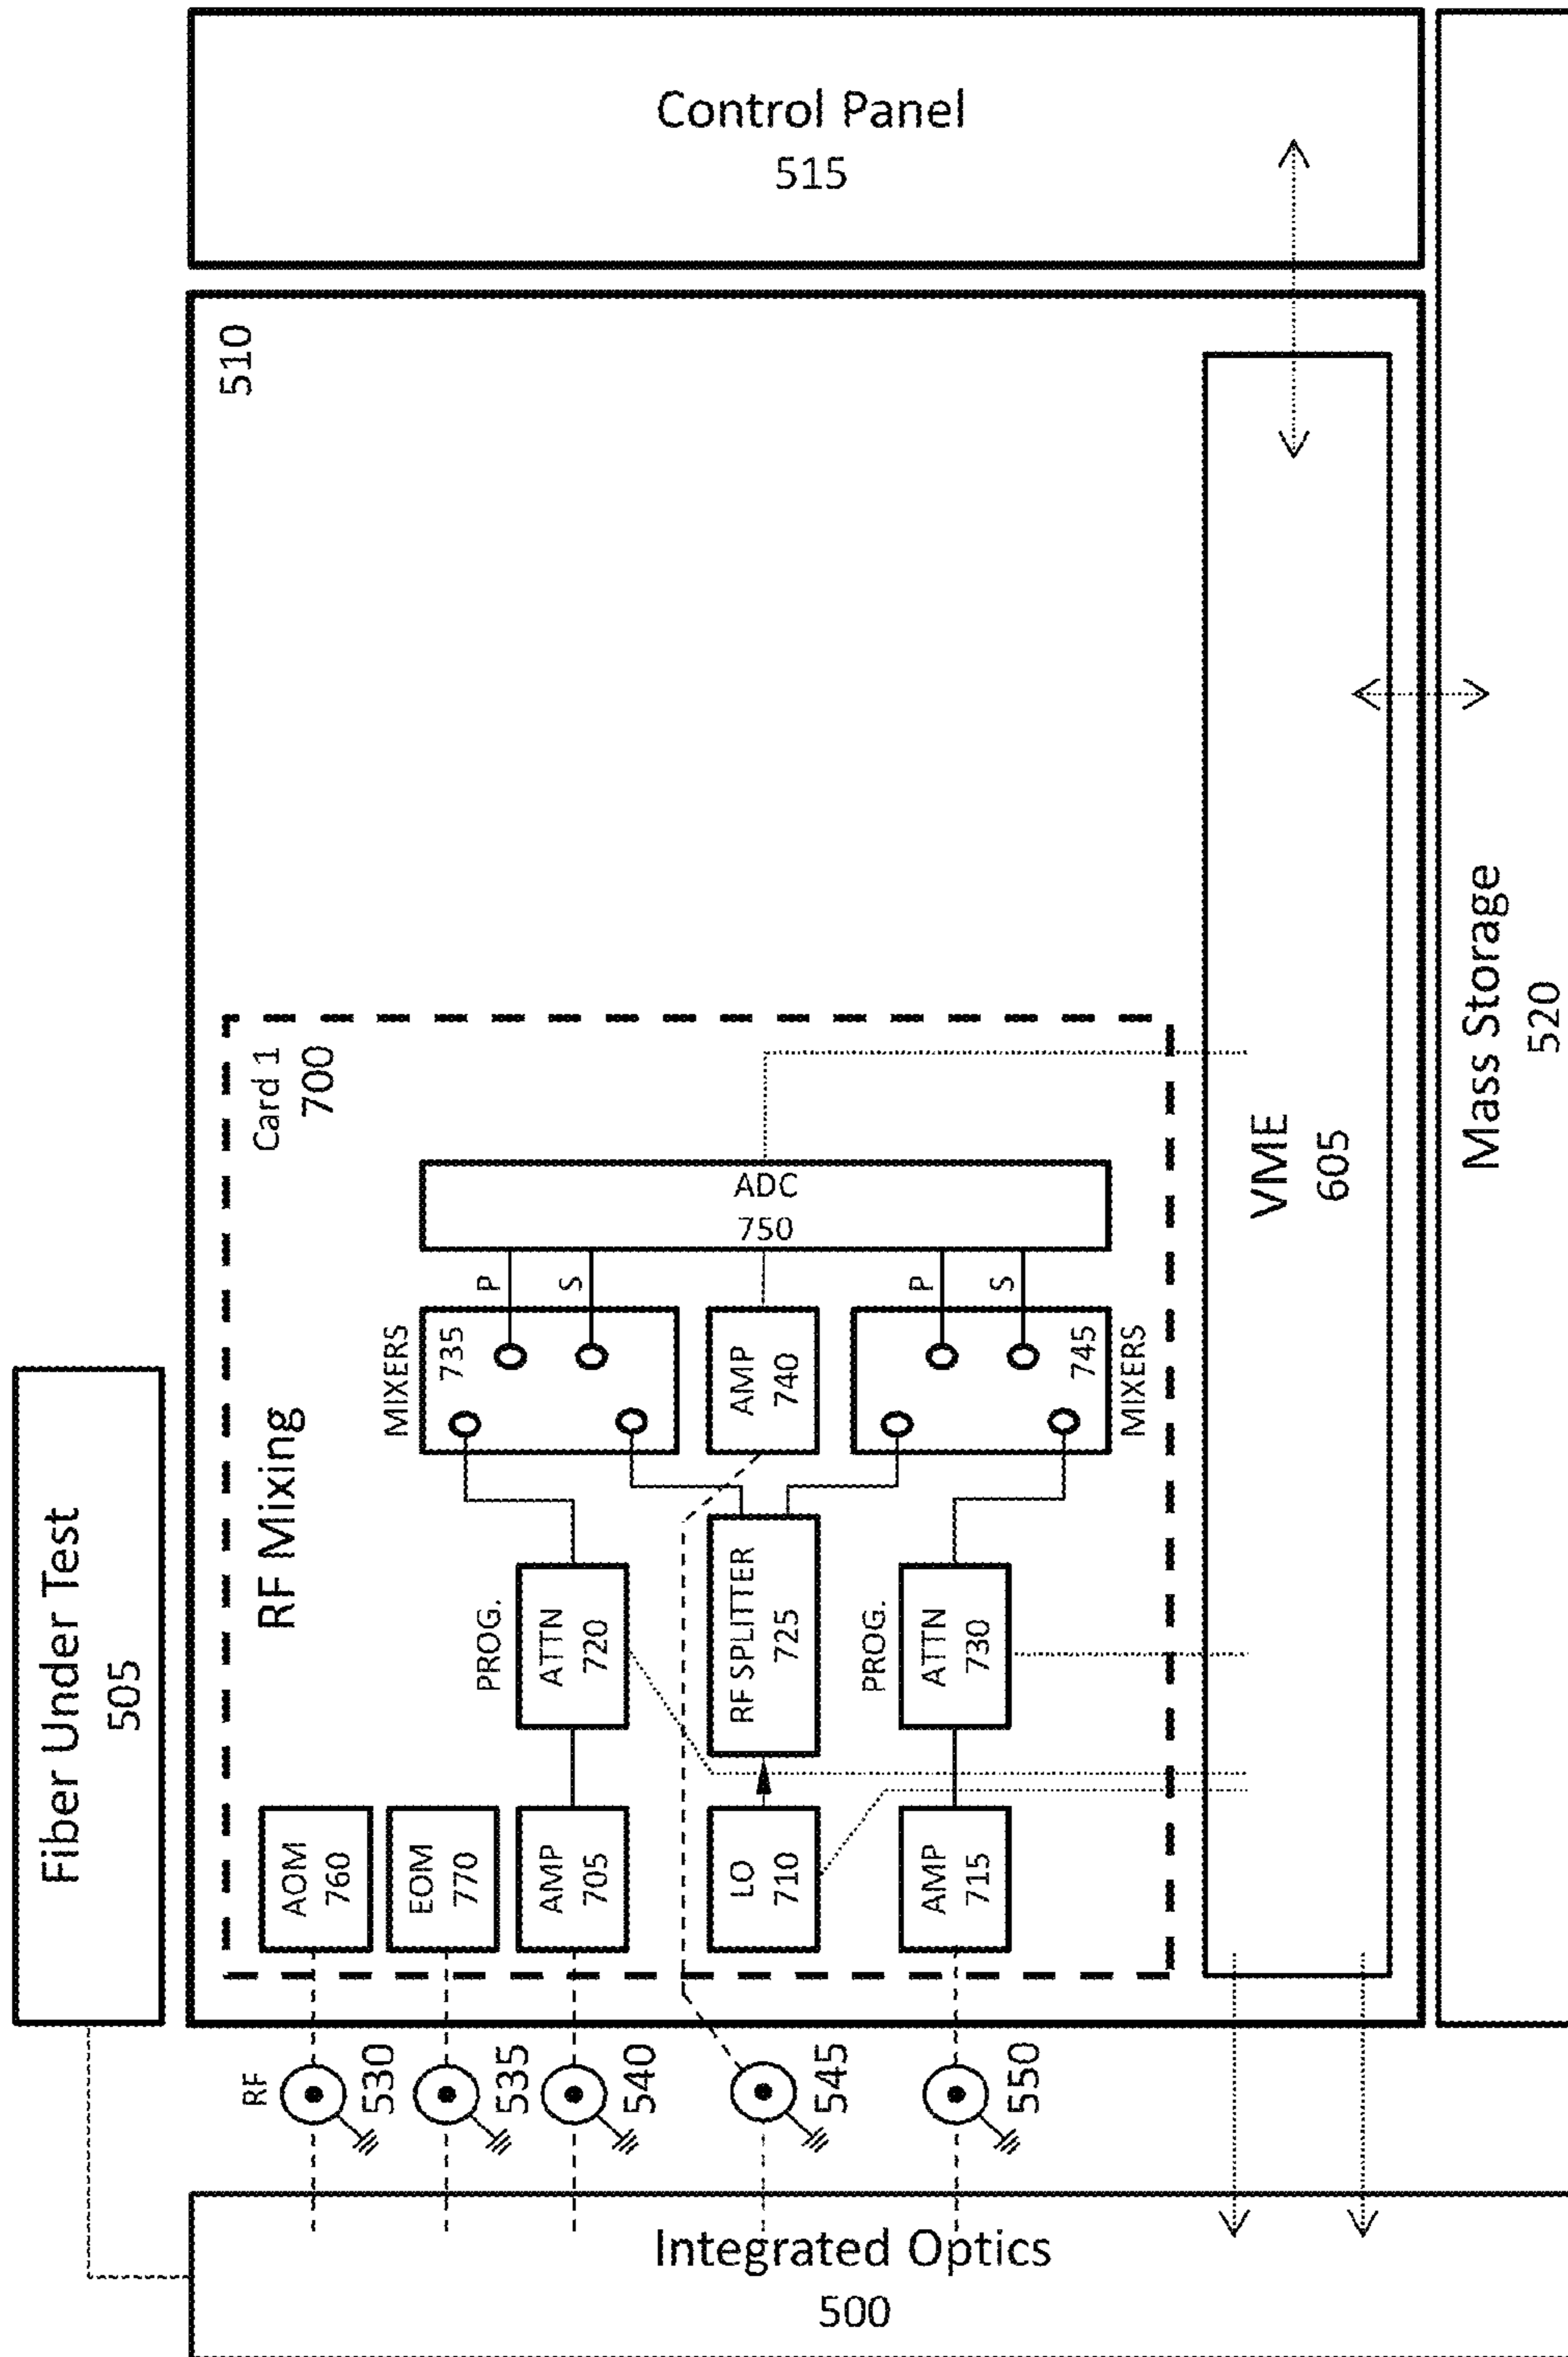 Control Panel
515
Fiber Under Test
505
510
Card 1
700
RF Mixing
ADC
750
P
S
P
S
MIXERS
735
AMP
740
745
MIXERS
PROG.
ATTN
720
RF SPLITTER
725
PROG.
ATTN
730
AOM
760
EOM
770
AMP
705
LO
710
AMP
715
VME
605
Mass Storage
520
RF
530
535
540
545
550
Integrated Optics
500